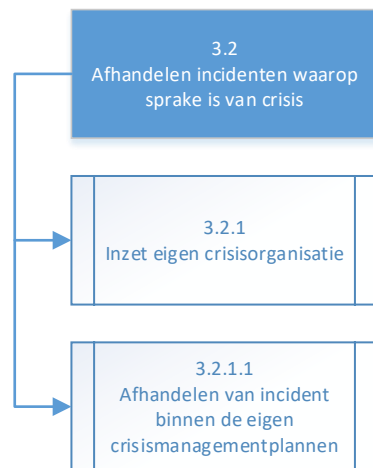 3.2
Afhandelen incidenten waarop
sprake is van crisis
3.2.1
Inzet eigen crisisorganisatie
3.2.1.1
Afhandelen van incident
binnen de eigen
crisismanagementplannen